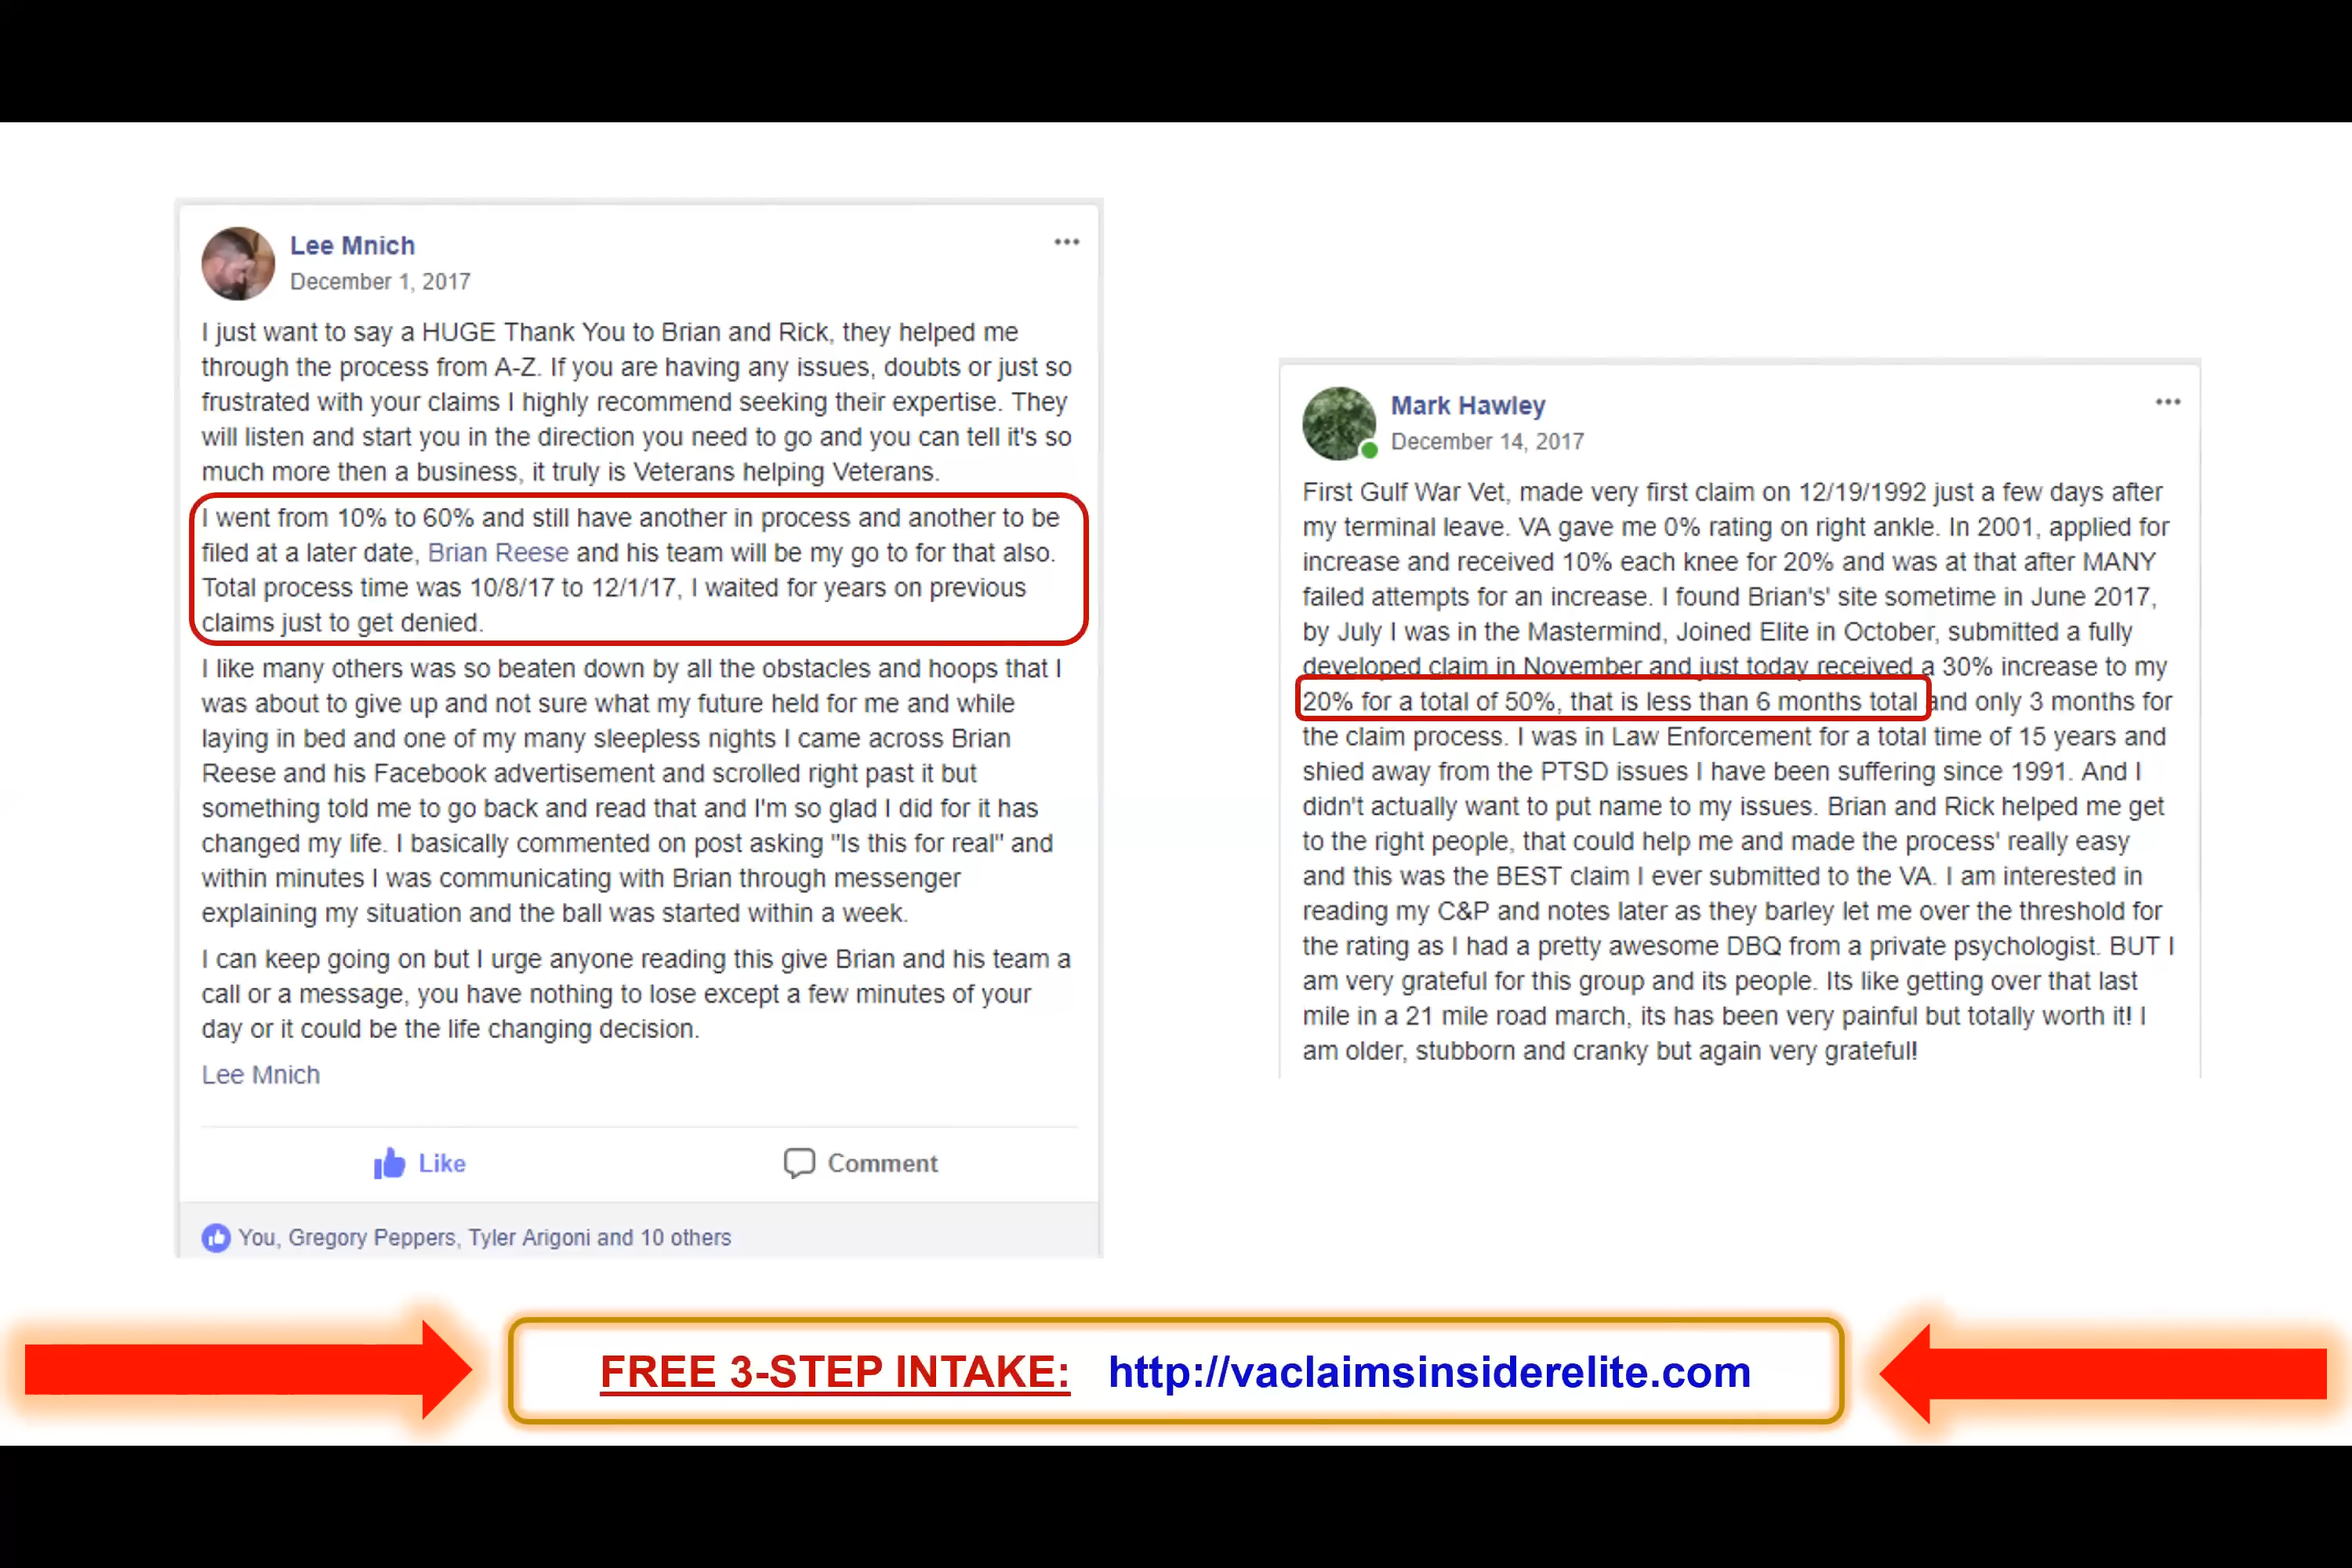 Lee Mnich
December 1, 2017
I just want to say a HUGE Thank You to Brian and Rick, they helped me
through the process from A-Z. If you are having any issues, doubts or just so
frustrated with your claims I highly recommend seeking their expertise. They
will listen and start you in the direction you need to go and you can tell it's so
much more then a business, it truly is Veterans helping Veterans.
I went from 10% to 60% and still have another in process and another to be
filed at a later date, Brian Reese and his team will be my go to for that also.
Total process time was 10/8/17 to 12/1/17, I waited for years on previous
claims just to get denied.
I like many others was so beaten down by all the obstacles and hoops that I
was about to give up and not sure what my future held for me and while
laying in bed and one of my many sleepless nights I came across Brian
Reese and his Facebook advertisement and scrolled right past it but
something told me to go back and read that and I'm so glad I did for it has
changed my life. I basically commented on post asking "Is this for real" and
within minutes I was communicating with Brian through messenger
explaining my situation and the ball was started within a week.
I can keep going on but I urge anyone reading this give Brian and his team a
call or a message, you have nothing to lose except a few minutes of your
day or it could be the life changing decision.
Lee Mnich
Like
Comment
You, Gregory Peppers, Tyler Arigoni and 10 others
Mark Hawley
December 14, 2017
First Gulf War Vet, made very first claim on 12/19/1992 just a few days after
my terminal leave. VA gave me 0% rating on right ankle. In 2001, applied for
increase and received 10% each knee for 20% and was at that after MANY
failed attempts for an increase. I found Brian's' site sometime in June 2017,
by July I was in the Mastermind, Joined Elite in October, submitted a fully
developed claim in November and just today received a 30% increase to my
20% for a total of 50%, that is less than 6 months total and only 3 months for
the claim process. I was in Law Enforcement for a total time of 15 years and
shied away from the PTSD issues I have been suffering since 1991. And I
didn't actually want to put name to my issues. Brian and Rick helped me get
to the right people, that could help me and made the process' really easy
and this was the BEST claim I ever submitted to the VA. I am interested in
reading my C&P and notes later as they barley let me over the threshold for
the rating as I had a pretty awesome DBQ from a private psychologist. BUT I
am very grateful for this group and its people. Its like getting over that last
mile in a 21 mile road march, its has been very painful but totally worth it! I
am older, stubborn and cranky but again very grateful!
FREE 3-STEP INTAKE: http://vaclaimsinsiderelite.com